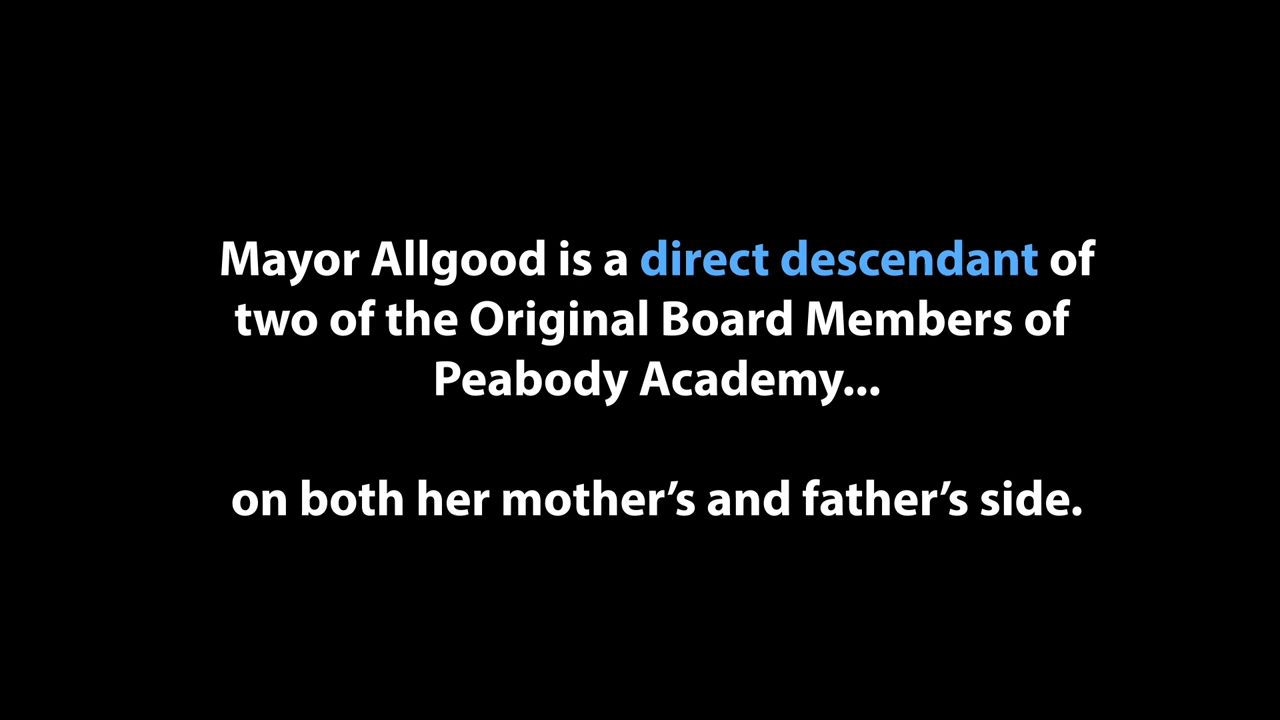 Mayor Allgood is a direct descendant of
two of the Original Board Members of
Peabody Academy...
on both her mother’s and father’s side.